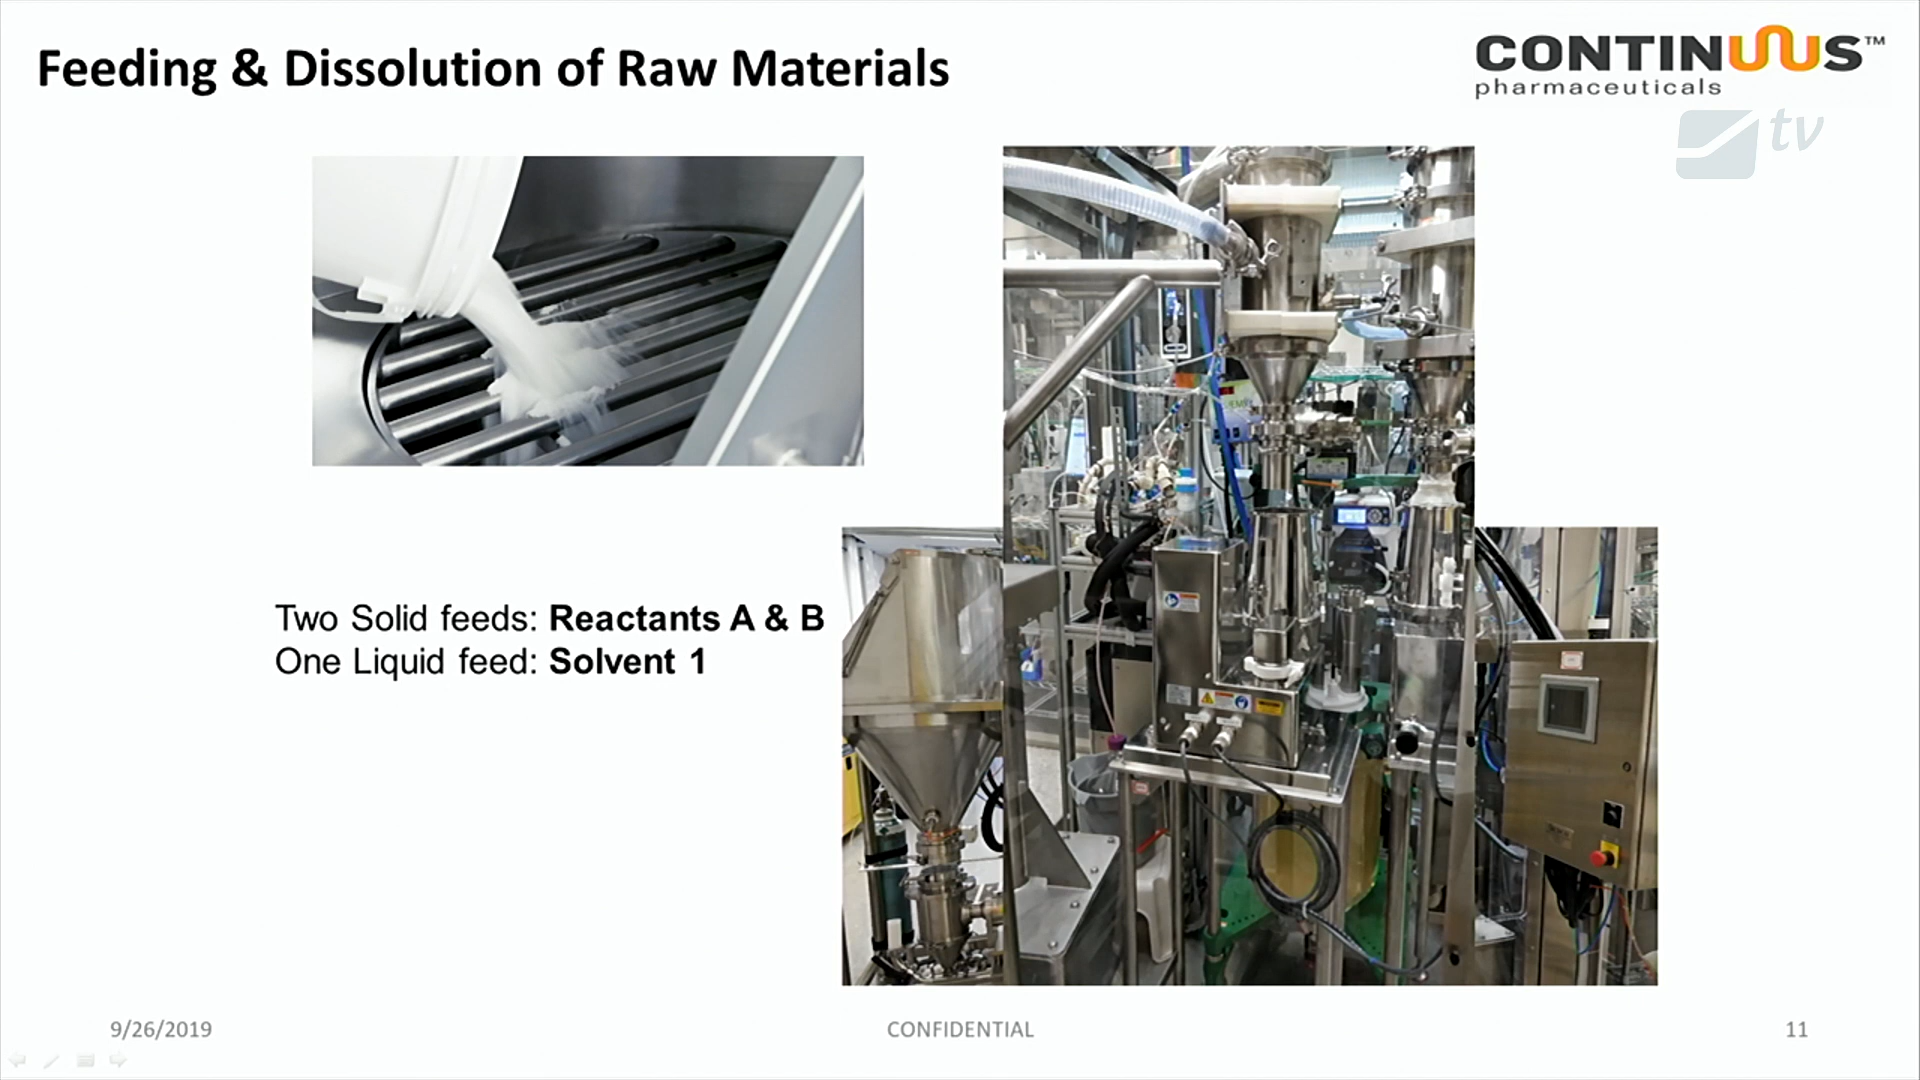 Feeding & Dissolution of Raw Materials
CONTINUUS™
pharmaceuticals
tv
Two Solid feeds: Reactants A & B
One Liquid feed: Solvent 1
9/26/2019
CONFIDENTIAL
11